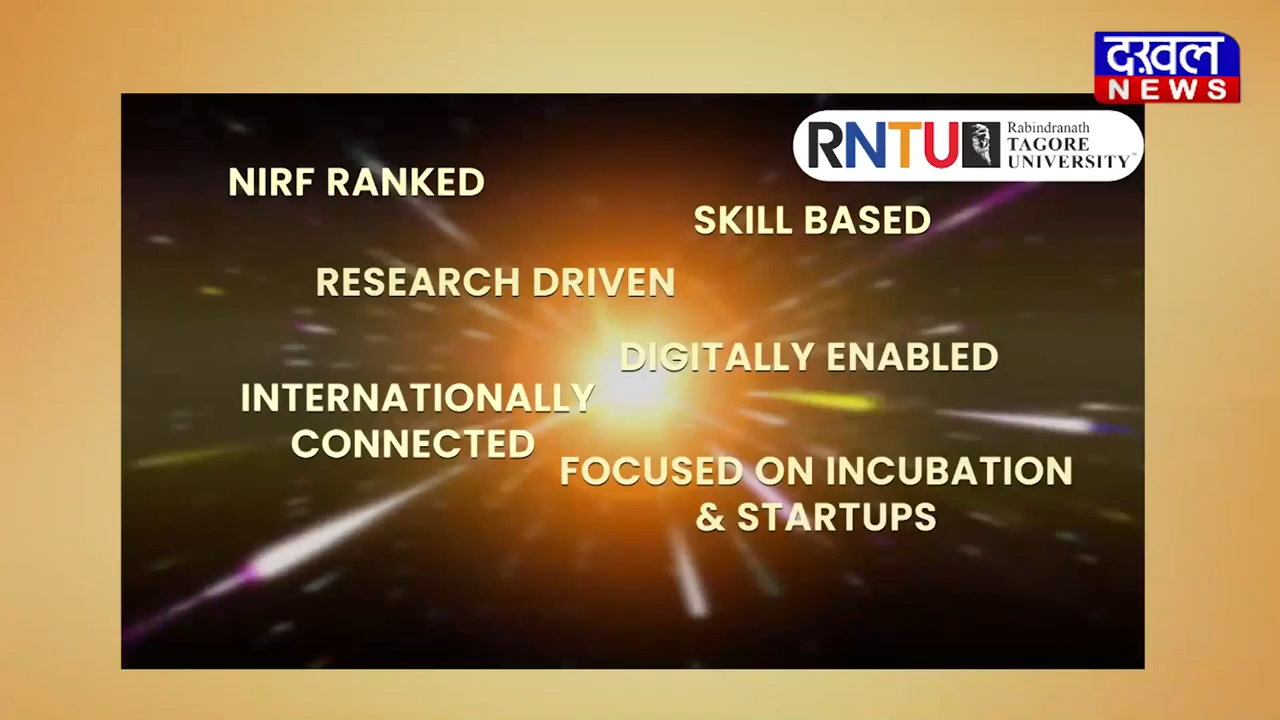 दख़ल
NEWS
RNTU
Rabindranath
TAGORE
UNIVERSITY™
NIRF RANKED
SKILL BASED
RESEARCH DRIVEN
DIGITALLY ENABLED
INTERNATIONALLY
CONNECTED
FOCUSED ON INCUBATION
& STARTUPS